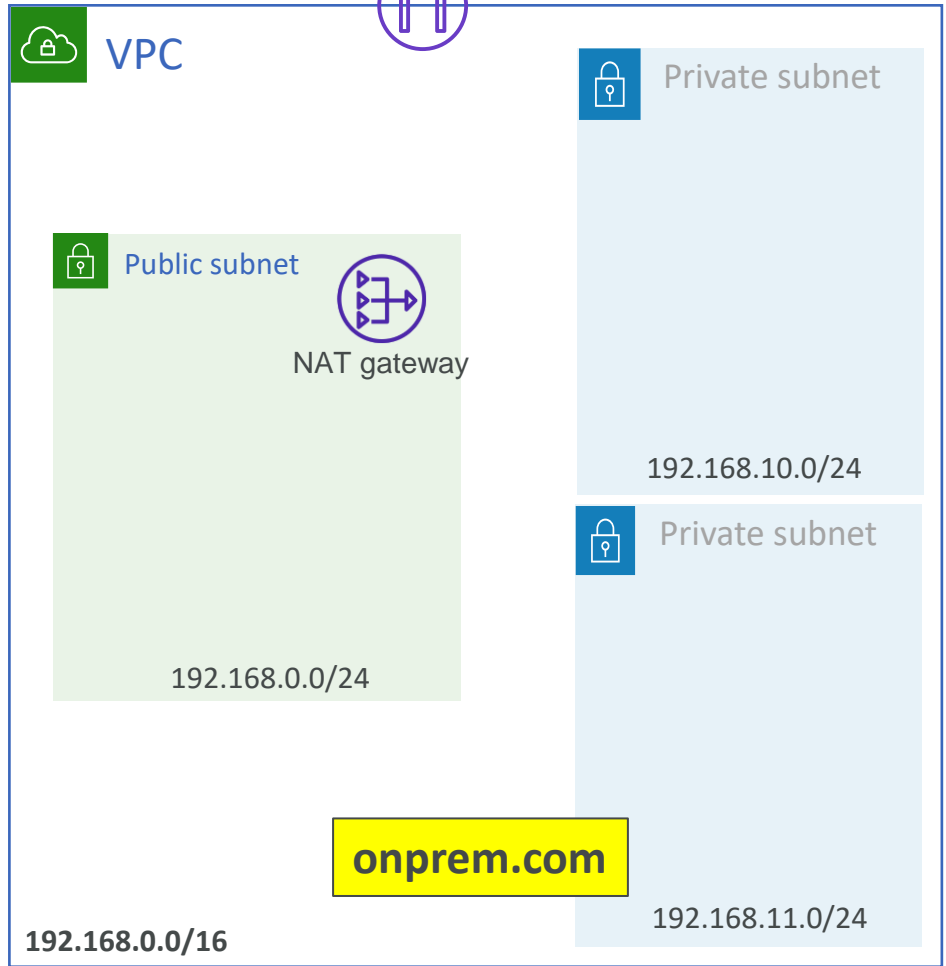 VPC
Private subnet
Public subnet
NAT gateway
192.168.10.0/24
Private subnet
192.168.0.0/24
onprem.com
192.168.11.0/24
192.168.0.0/16